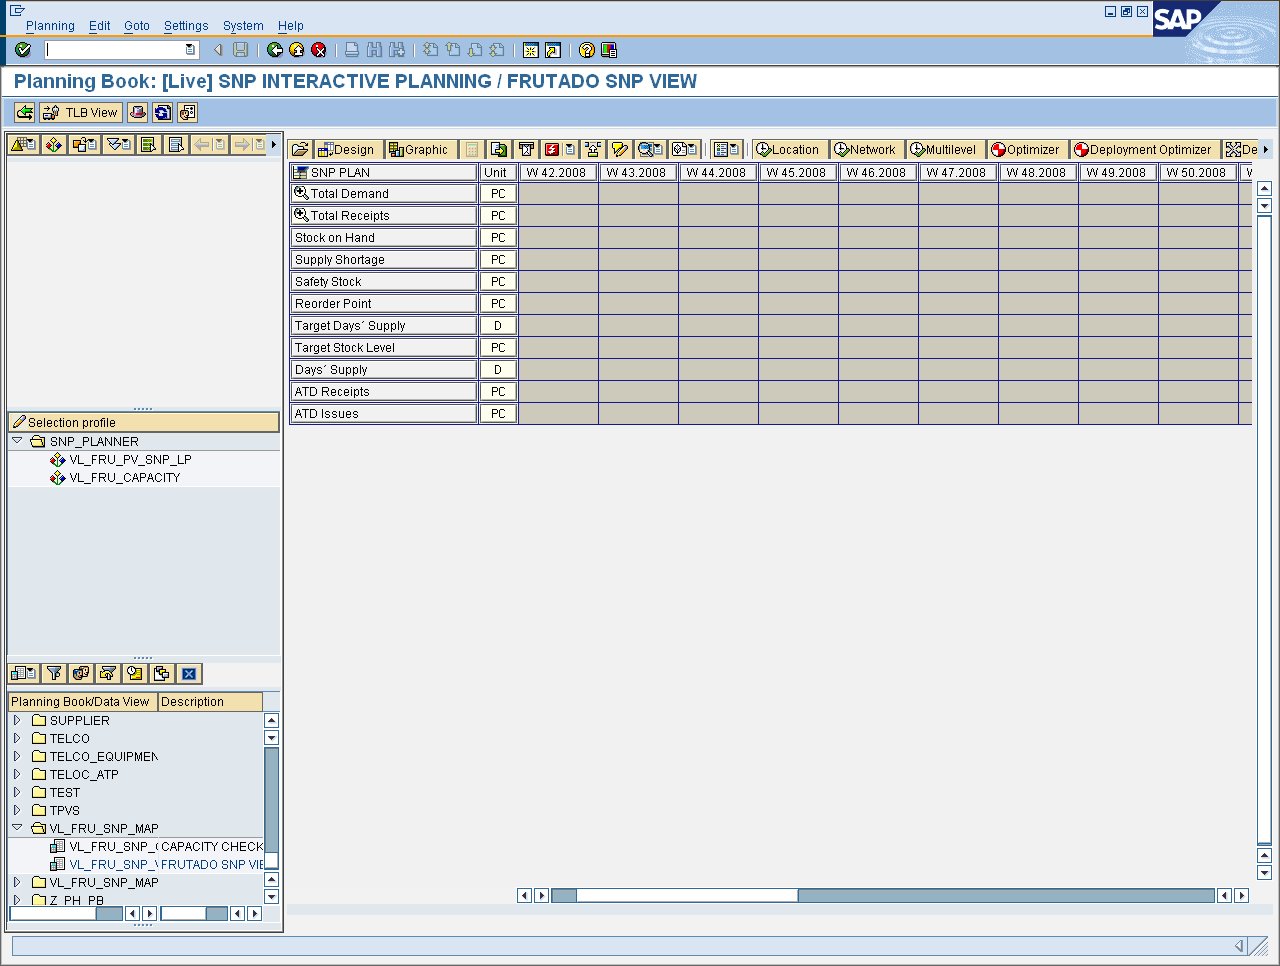 Planning Edit Goto Settings System Help
SAP
Planning Book: [Live] SNP INTERACTIVE PLANNING / FRUTADO SNP VIEW
TLB View
Design Graphic Location Network Multilevel Optimizer Deployment Optimizer De
SNP PLAN Unit W 42.2008 W 43.2008 W 44.2008 W 45.2008 W 46.2008 W 47.2008 W 48.2008 W 49.2008 W 50.2008
Total Demand PC
Total Receipts PC
Stock on Hand PC
Supply Shortage PC
Safety Stock PC
Reorder Point PC
Target Days´ Supply D
Target Stock Level PC
Days´ Supply D
ATD Receipts PC
ATD Issues PC
Selection profile
SNP_PLANNER
VL_FRU_PV_SNP_LP
VL_FRU_CAPACITY
Planning Book/Data View Description
SUPPLIER
TELCO
TELCO_EQUIPMEN
TELOC_ATP
TEST
TPVS
VL_FRU_SNP_MAP
VL_FRU_SNP_( CAPACITY CHECK
VL_FRU_SNP_\ FRUTADO SNP VIE
VL_FRU_SNP_MAP
Z_PH_PB